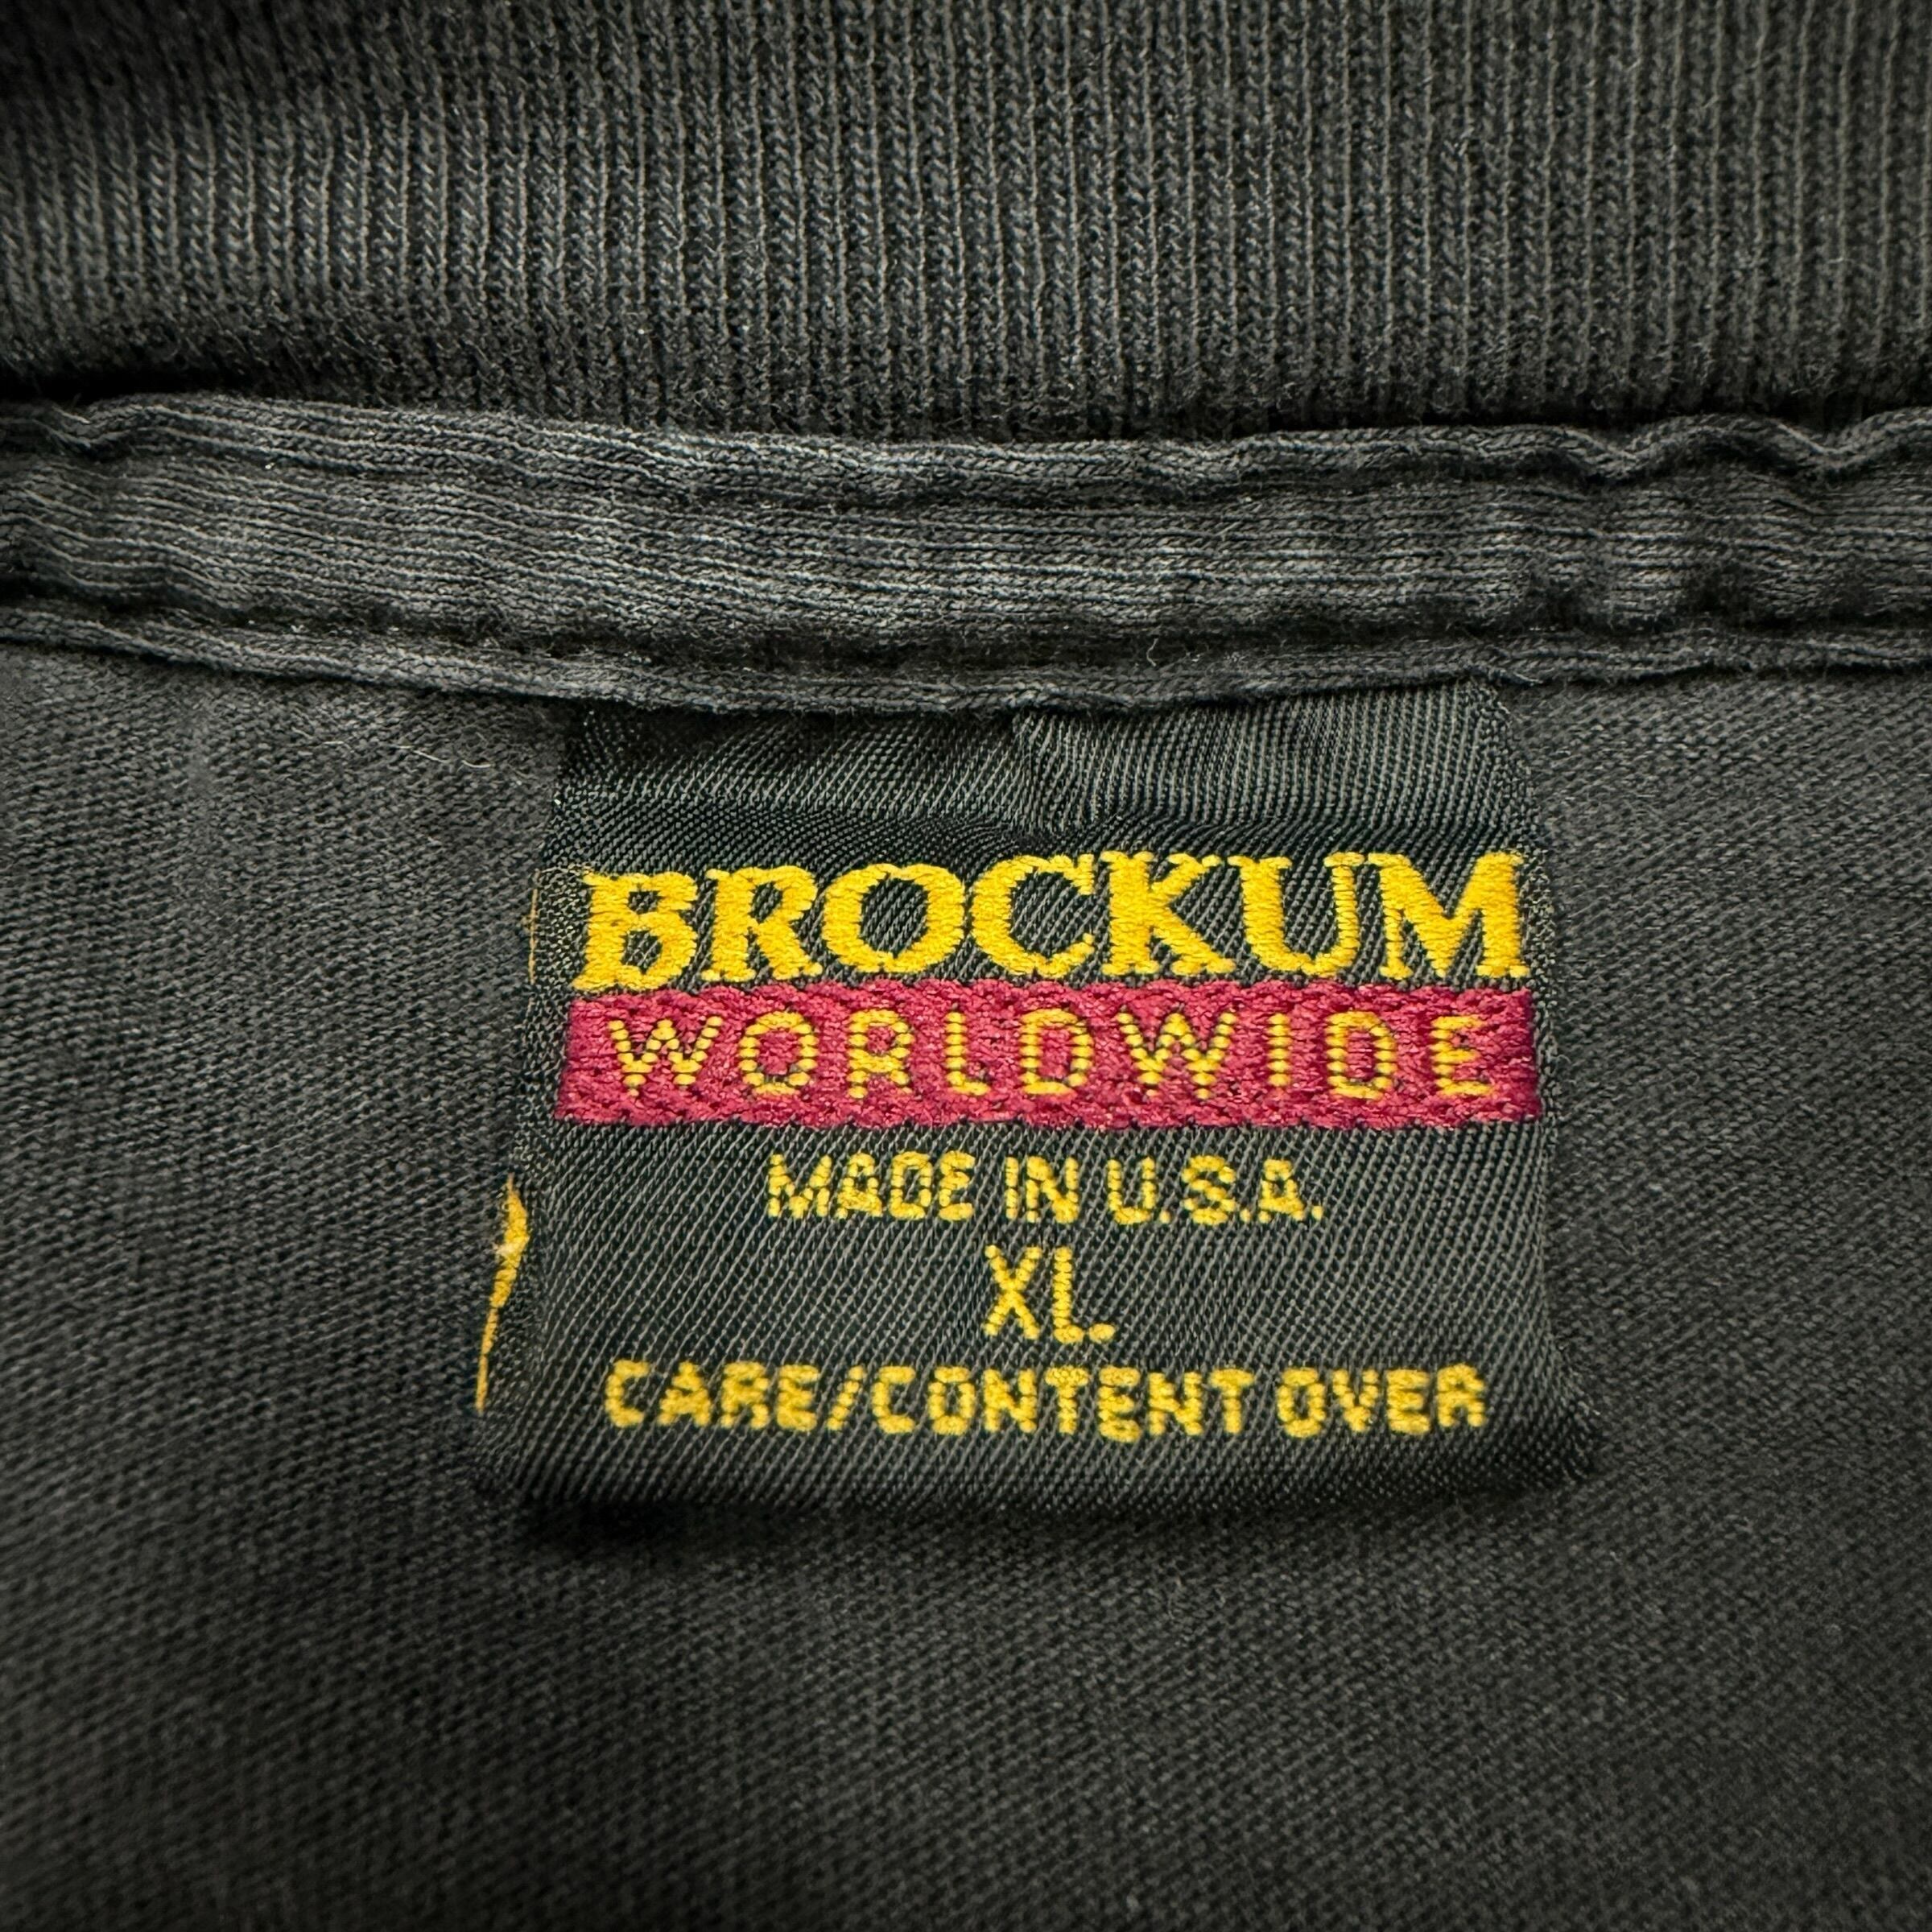 BROCKUM
WORLDWIDE
MADE IN U.S.A.
XL
CARE/CONTENT OVER